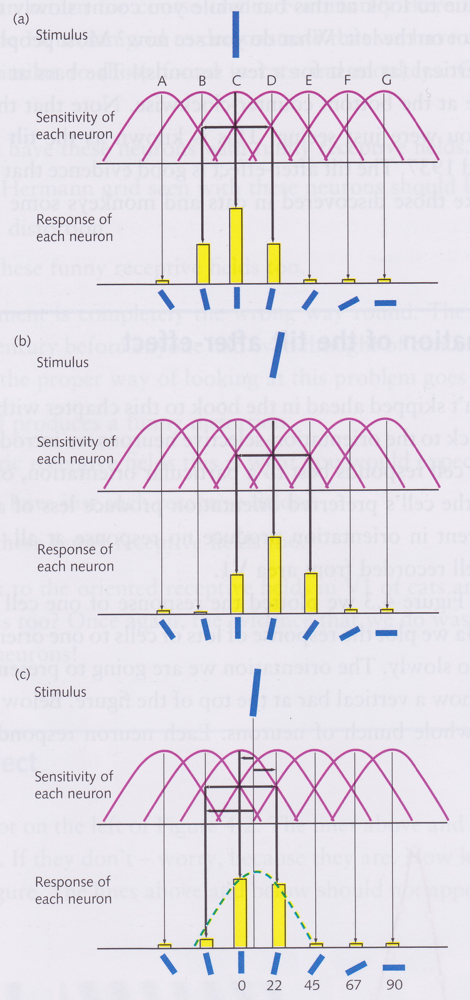 (a)
Stimulus
A B C D E F G
Sensitivity of
each neuron
Response of
each neuron
(b)
Stimulus
Sensitivity of
each neuron
Response of
each neuron
(c)
Stimulus
Sensitivity of
each neuron
Response of
each neuron
0 22 45 67 90